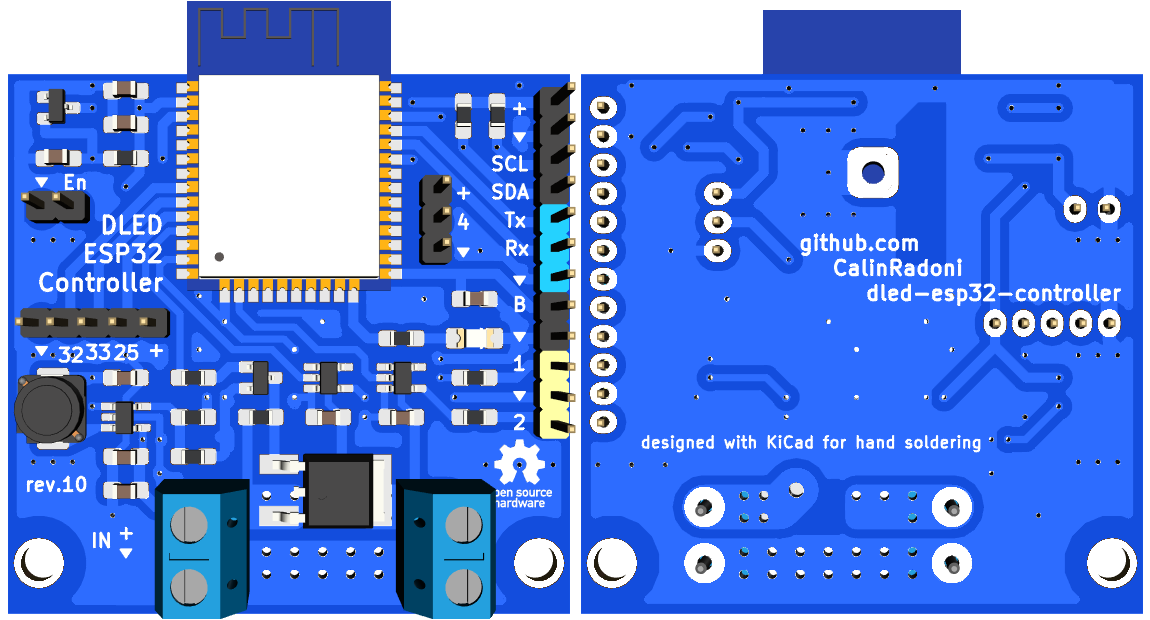 +
SCL
SDA
Tx
Rx
B
1
2
+
4
En
DLED
ESP32
Controller
32 33 25 +
rev.10
IN +
open source
hardware
github.com
CalinRadoni
dled-esp32-controller
designed with KiCad for hand soldering